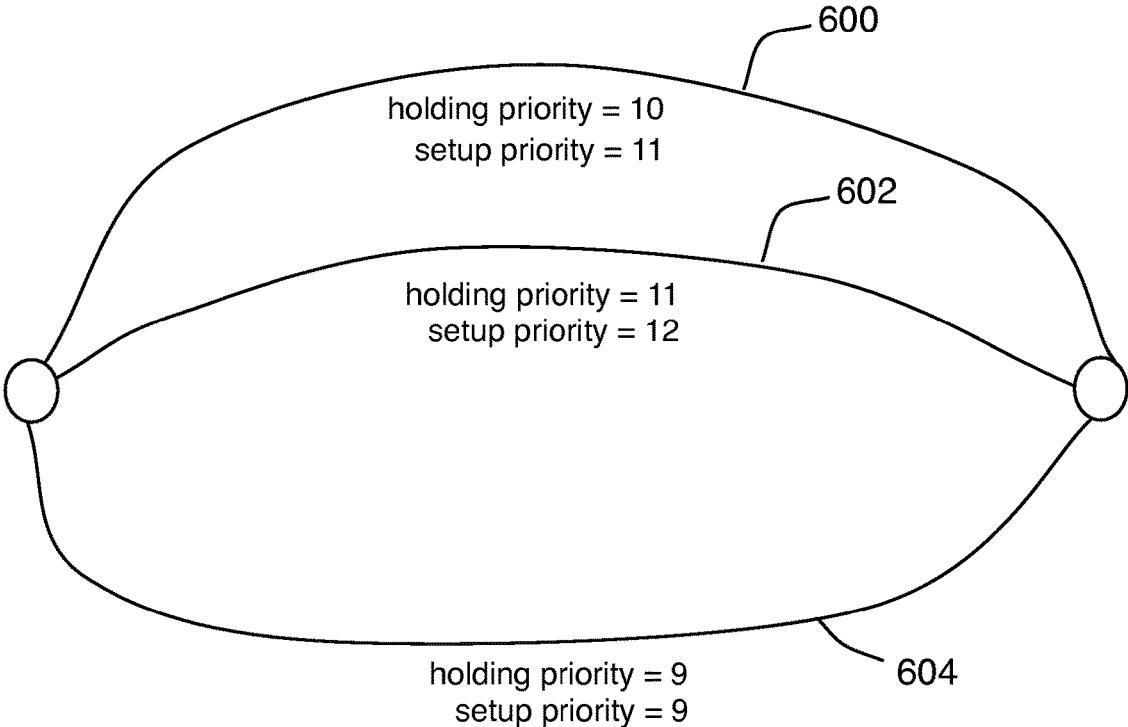 600
holding priority = 10
setup priority = 11
602
holding priority = 11
setup priority = 12
holding priority = 9
604
setup priority = 9